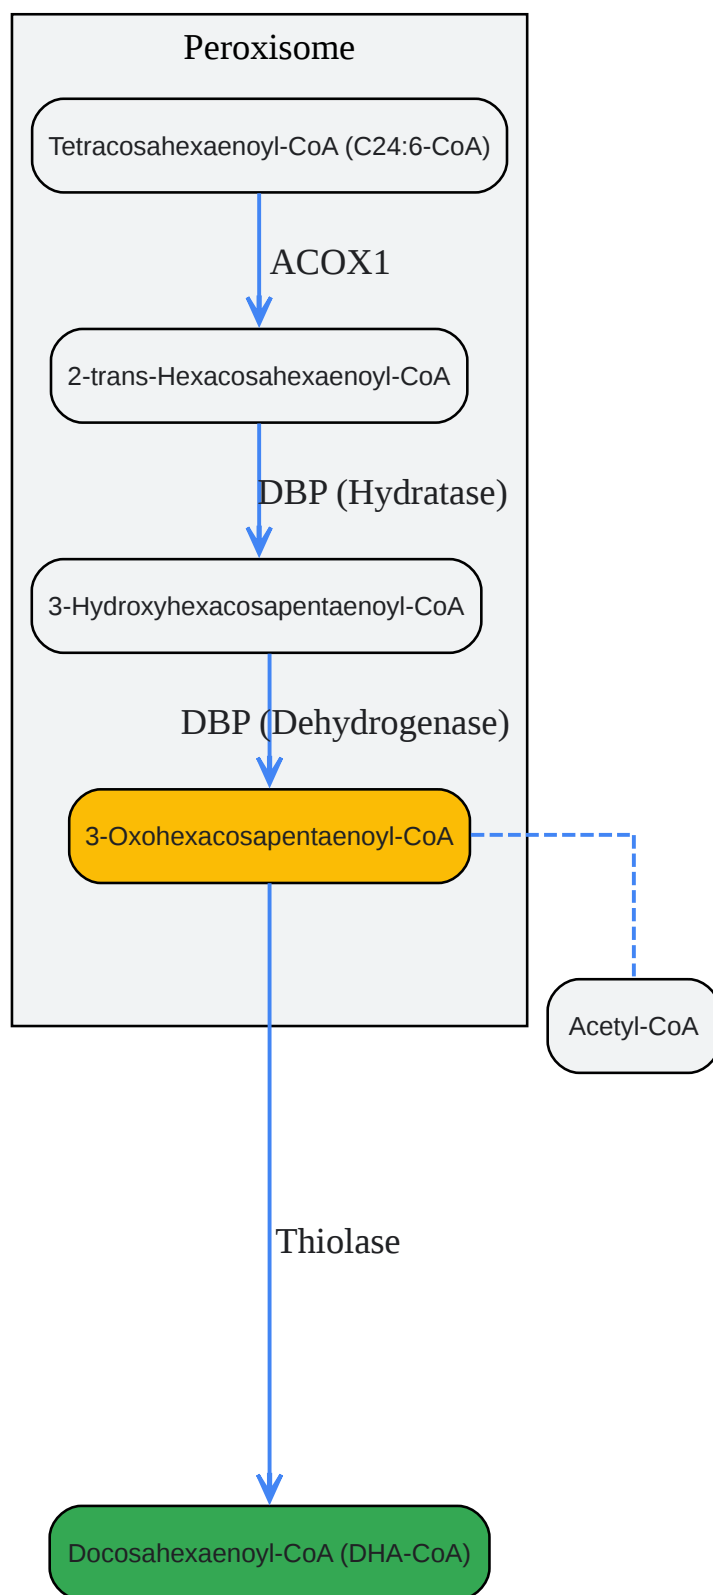 Peroxisome
Tetracosahexaenoyl-CoA (C24:6-CoA)
ACOX1
2-trans-Hexacosahexaenoyl-CoA
DBP (Hydratase)
3-Hydroxyhexacosapentaenoyl-CoA
DBP (Dehydrogenase)
3-Oxohexacosapentaenoyl-CoA
Acetyl-CoA
Thiolase
Docosahexaenoyl-CoA (DHA-CoA)